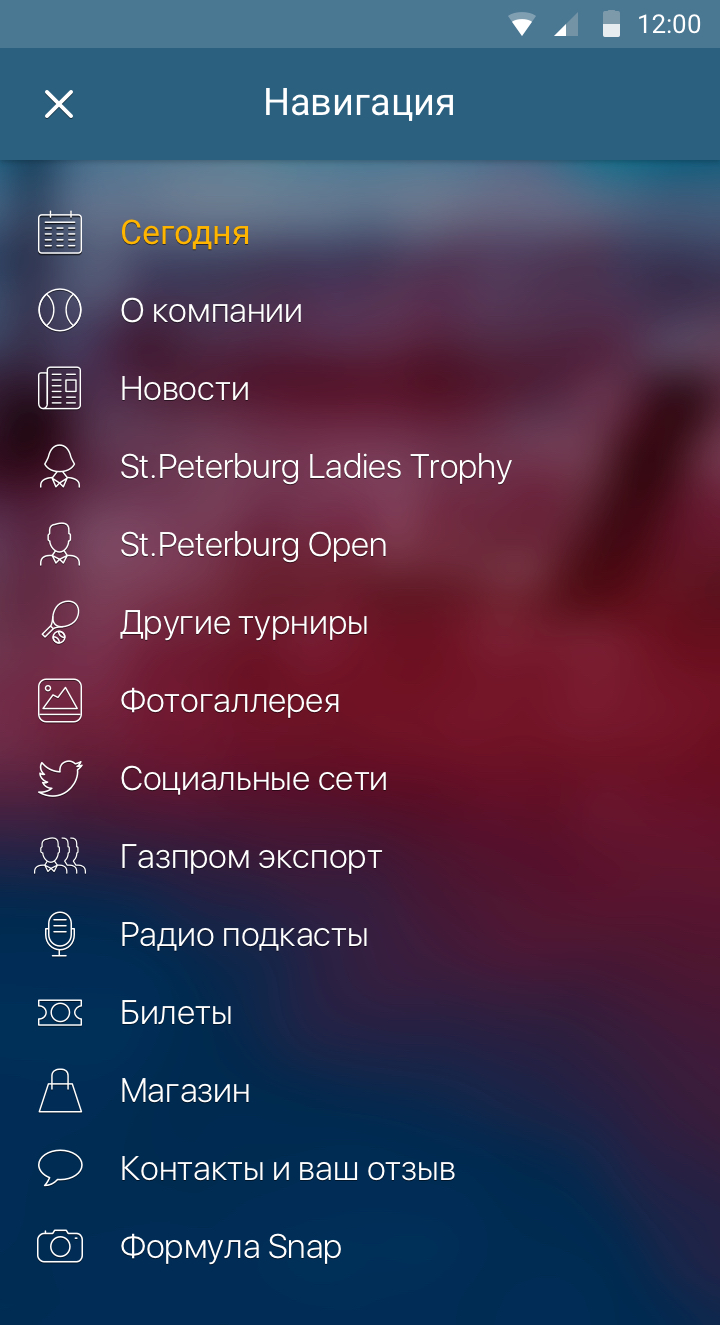 12:00
Навигация
Сегодня
О компании
Новости
St.Peterburg Ladies Trophy
St.Peterburg Open
Другие турниры
Фотогаллерея
Социальные сети
Газпром экспорт
Радио подкасты
Билеты
Магазин
Контакты и ваш отзыв
Формула Snap